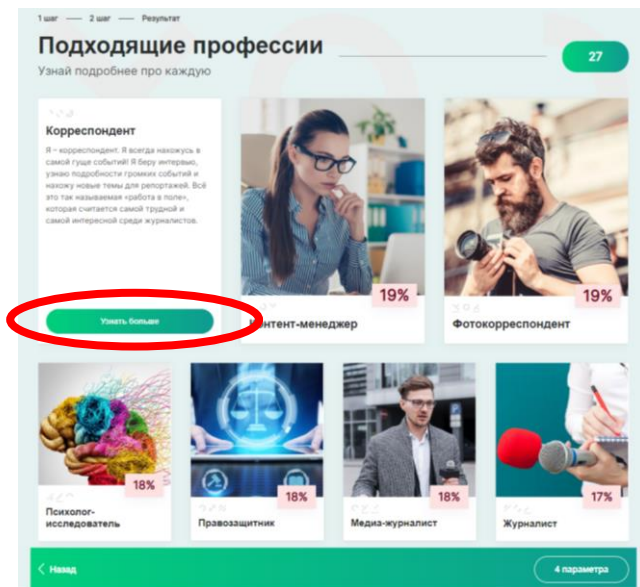 1 шаг — 2 шаг — Результат
Подходящие профессии
27
Узнай подробнее про каждую
Корреспондент
Я – корреспондент. Я всегда нахожусь в
самой гуще событий! Я беру интервью,
узнаю подробности громких событий и
нахожу новые темы для репортажей. Всё
это так называемая «работа в поле»,
которая считается самой трудной и
самой интересной среди журналистов.
Узнать больше
19%
Контент-менеджер
19%
Фотокорреспондент
18%
Психолог-
исследователь
18%
Правозащитник
18%
Медиа-журналист
17%
Журналист
Назад
4 параметра